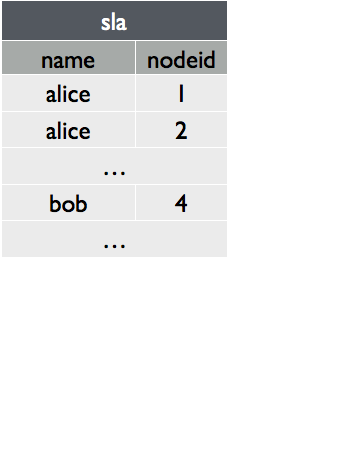 sla
name nodeid
alice 1
alice 2
...
bob 4
...